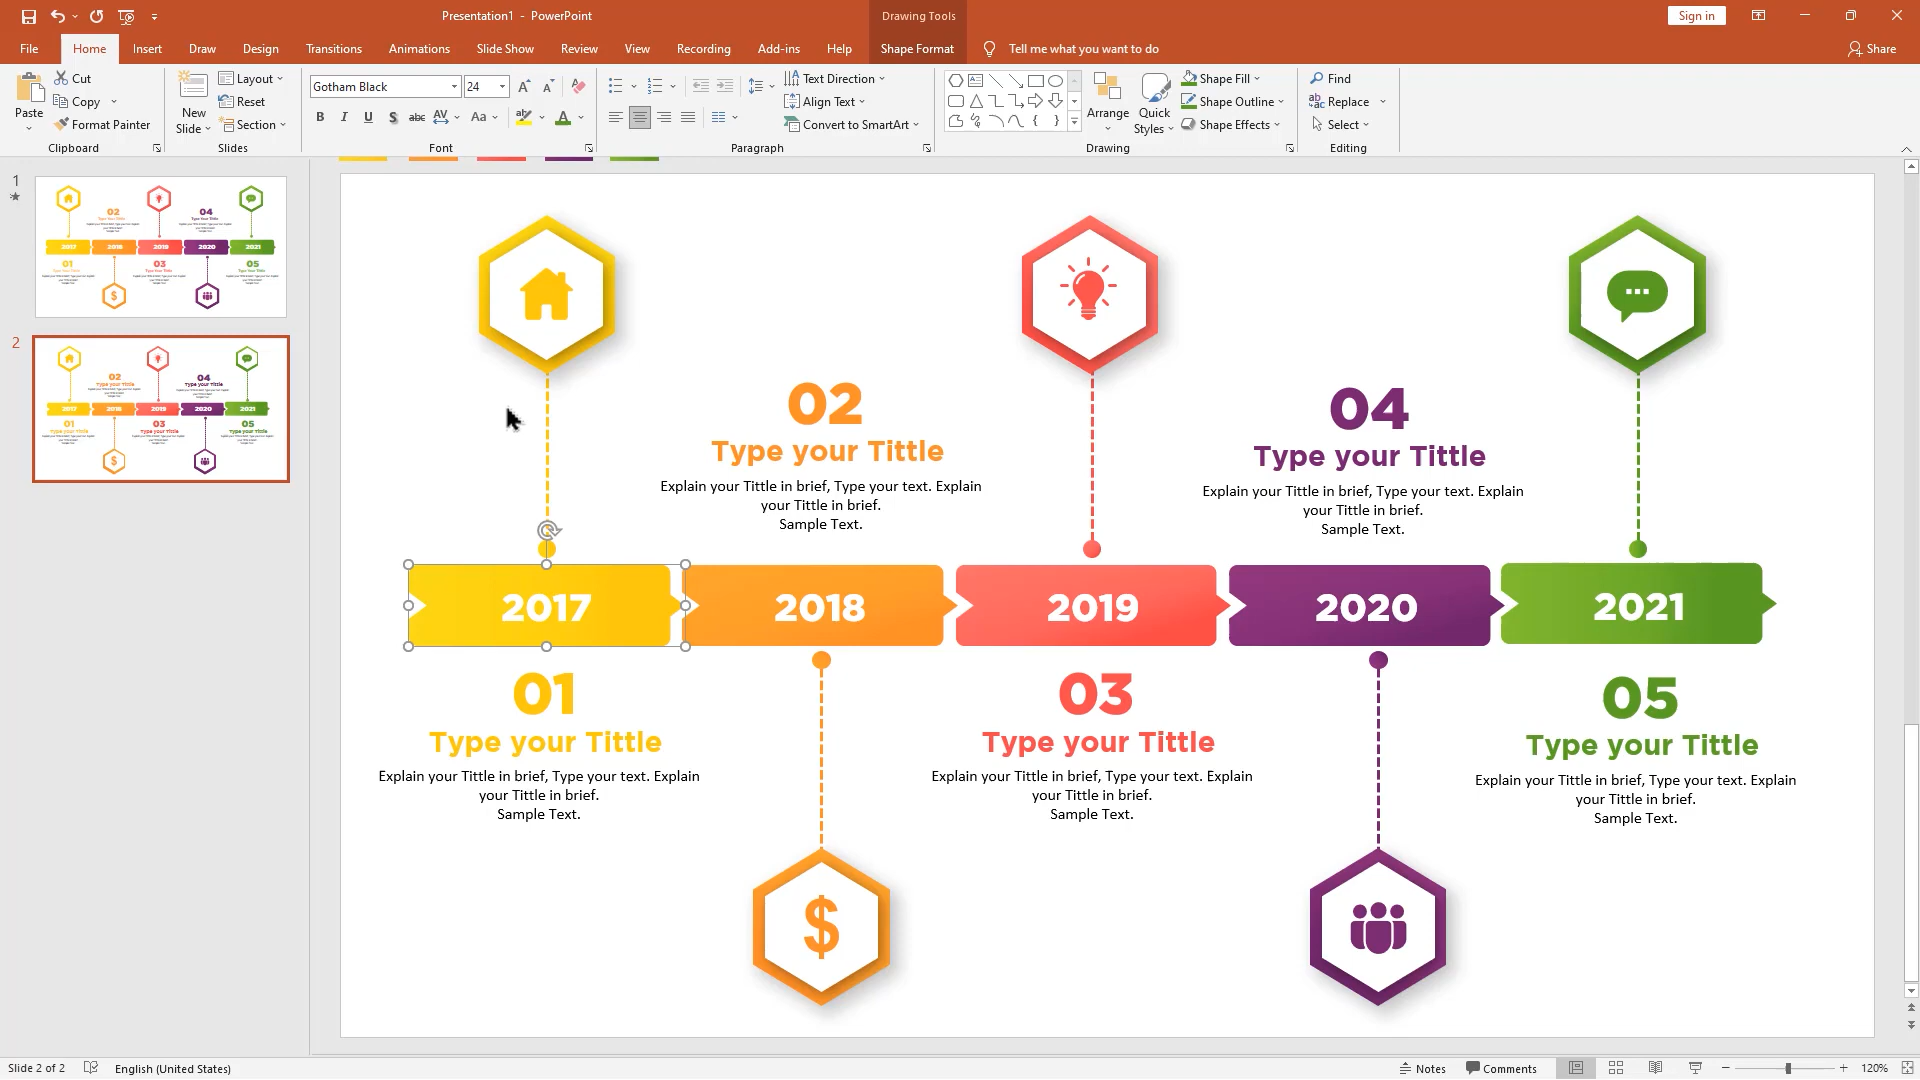 Presentation1 - PowerPoint
Drawing Tools
Sign in
File Home Insert Draw Design Transitions Animations Slide Show Review View Recording Add-ins Help Shape Format Tell me what you want to do Share
Paste
Cut
Copy
Format Painter
Clipboard
New Slide
Layout
Reset
Section
Slides
Gotham Black 24
B I U S abc AV Aa A
Font
Text Direction
Align Text
Convert to SmartArt
Paragraph
Arrange
Quick Styles
Shape Fill
Shape Outline
Shape Effects
Drawing
Find
Replace
Select
Editing
1
2
02
Type your Tittle
Explain your Tittle in brief, Type your text. Explain
your Tittle in brief.
Sample Text.
04
Type your Tittle
Explain your Tittle in brief, Type your text. Explain
your Tittle in brief.
Sample Text.
2017 2018 2019 2020 2021
01
Type your Tittle
Explain your Tittle in brief, Type your text. Explain
your Tittle in brief.
Sample Text.
03
Type your Tittle
Explain your Tittle in brief, Type your text. Explain
your Tittle in brief.
Sample Text.
05
Type your Tittle
Explain your Tittle in brief, Type your text. Explain
your Tittle in brief.
Sample Text.
$
Slide 2 of 2 English (United States) Notes Comments 120%